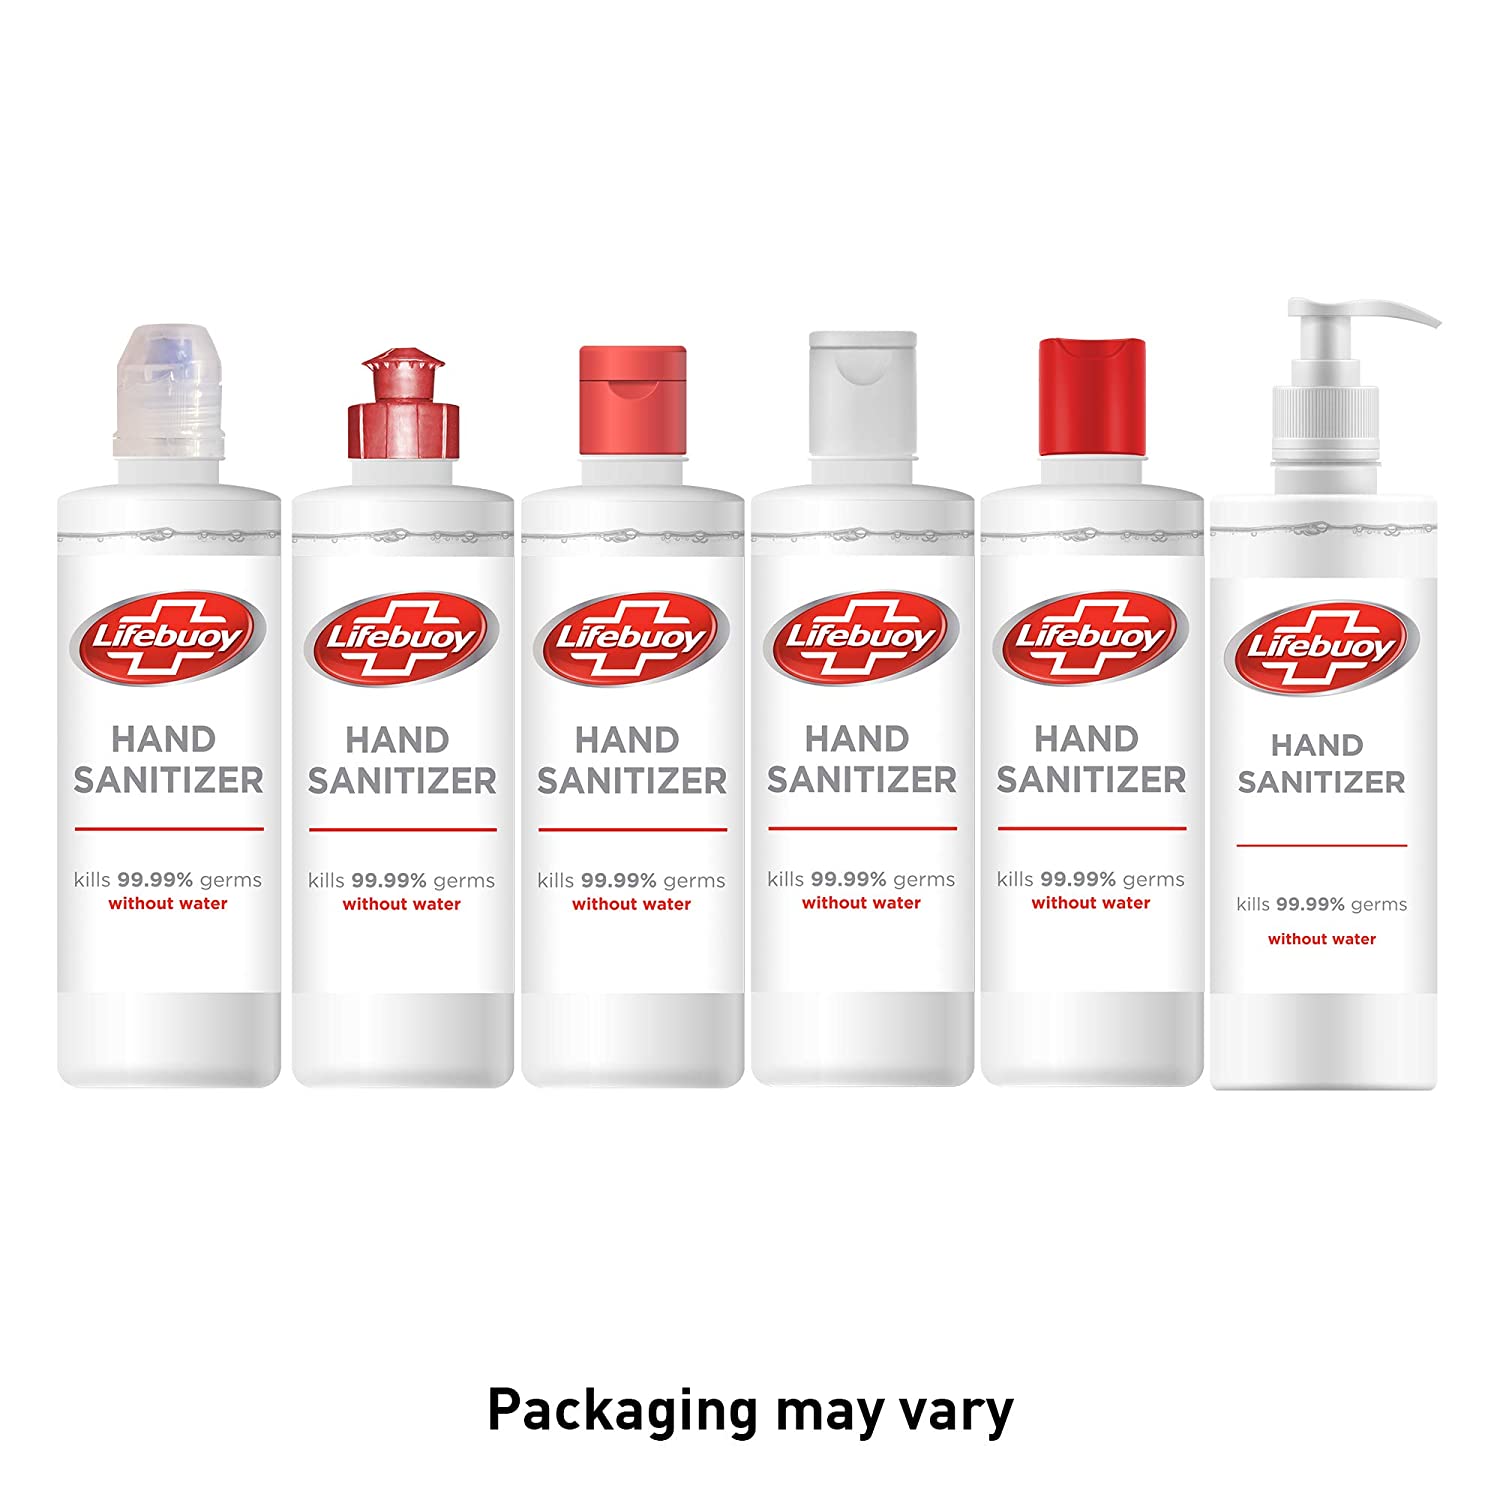 Lifebuoy
HAND
SANITIZER
kills 99.99% germs
without water
Lifebuoy
HAND
SANITIZER
kills 99.99% germs
without water
Lifebuoy
HAND
SANITIZER
kills 99.99% germs
without water
Lifebuoy
HAND
SANITIZER
kills 99.99% germs
without water
Lifebuoy
HAND
SANITIZER
kills 99.99% germs
without water
Lifebuoy
HAND
SANITIZER
kills 99.99% germs
without water
Packaging may vary